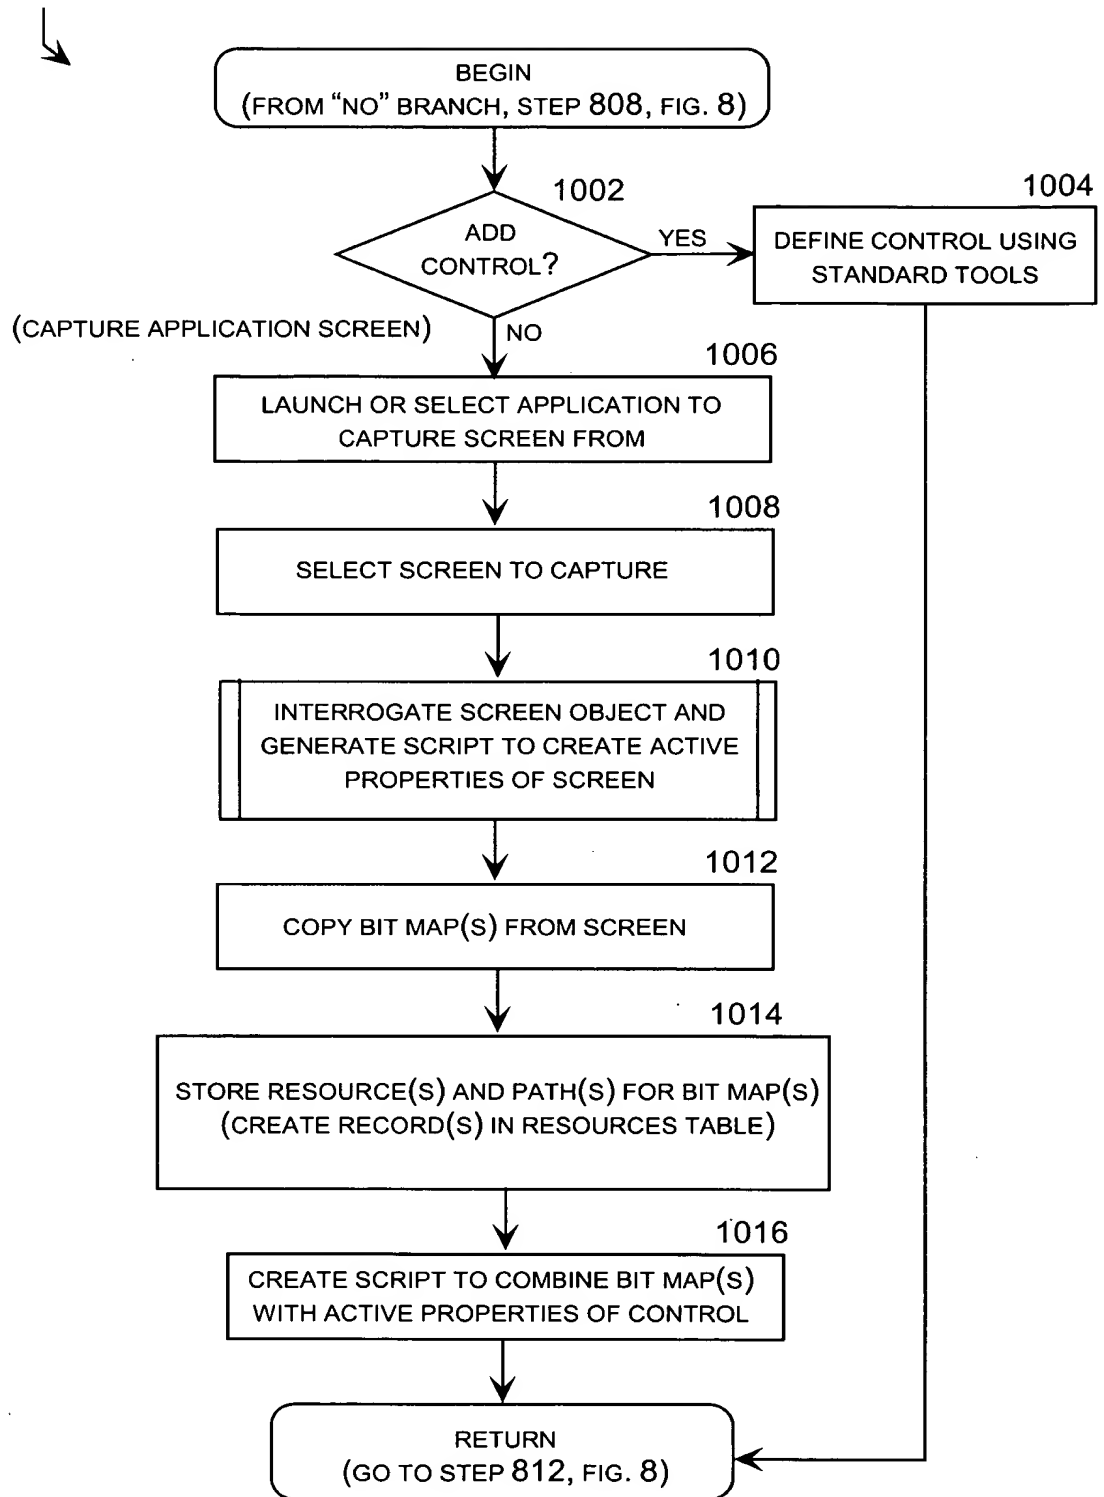 BEGIN
(FROM “NO” BRANCH, STEP 808, FIG. 8)
1002
1004
ADD
CONTROL?
YES
DEFINE CONTROL USING
STANDARD TOOLS
(CAPTURE APPLICATION SCREEN)
NO
1006
LAUNCH OR SELECT APPLICATION TO
CAPTURE SCREEN FROM
1008
SELECT SCREEN TO CAPTURE
1010
INTERROGATE SCREEN OBJECT AND
GENERATE SCRIPT TO CREATE ACTIVE
PROPERTIES OF SCREEN
1012
COPY BIT MAP(S) FROM SCREEN
1014
STORE RESOURCE(S) AND PATH(S) FOR BIT MAP(S)
(CREATE RECORD(S) IN RESOURCES TABLE)
1016
CREATE SCRIPT TO COMBINE BIT MAP(S)
WITH ACTIVE PROPERTIES OF CONTROL
RETURN
(GO TO STEP 812, FIG. 8)